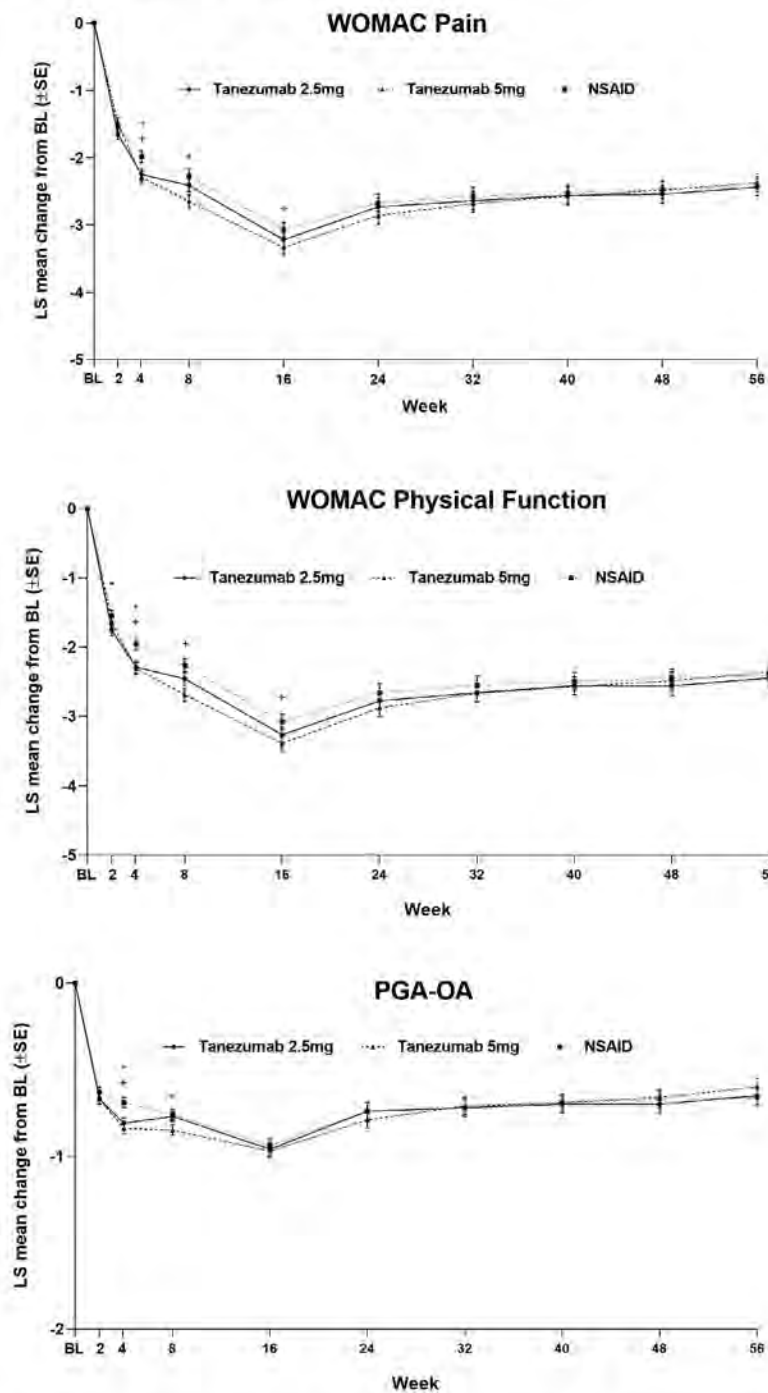 WOMAC Pain
Tanezumab 2.5mg Tanezumab 5mg NSAID
LS mean change from BL (±SE)
0
-1
-2
-3
-4
-5
BL 2 4 8 16 24 32 40 48 56
Week
WOMAC Physical Function
Tanezumab 2.5mg Tanezumab 5mg NSAID
LS mean change from BL (±SE)
0
-1
-2
-3
-4
-5
BL 2 4 8 16 24 32 40 48
Week
PGA-OA
Tanezumab 2.5mg Tanezumab 5mg NSAID
LS mean change from BL (±SE)
0
-1
-2
BL 2 4 8 16 24 32 40 48 56
Week